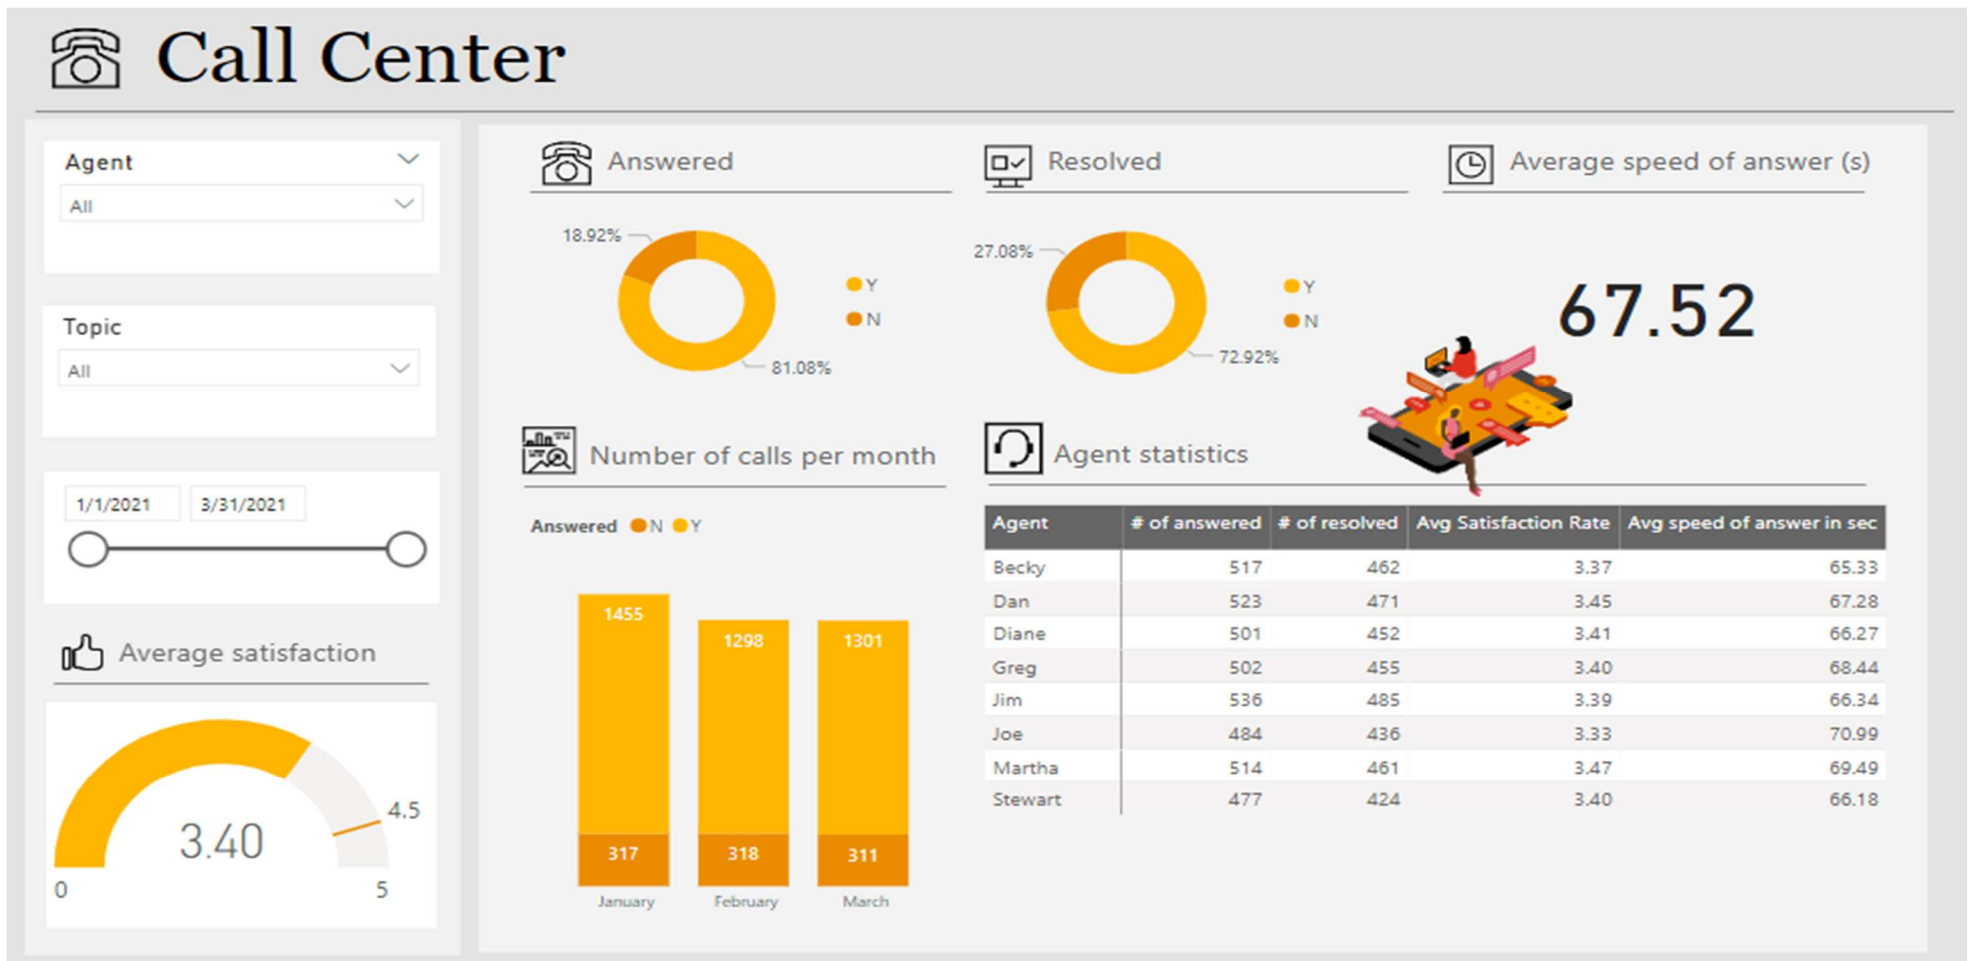 Call Center
Agent
All
Topic
All
1/1/2021 3/31/2021
Average satisfaction
3.40
4.5
0 5
Answered
18.92%
81.08%
Y
N
Resolved
27.08%
72.92%
Y
N
Average speed of answer (s)
67.52
Number of calls per month
Answered N Y
1455 1298 1301
317 318 311
January February March
Agent statistics
Agent # of answered # of resolved Avg Satisfaction Rate Avg speed of answer in sec
Becky 517 462 3.37 65.33
Dan 523 471 3.45 67.28
Diane 501 452 3.41 66.27
Greg 502 455 3.40 68.44
Jim 536 485 3.39 66.34
Joe 484 436 3.33 70.99
Martha 514 461 3.47 69.49
Stewart 477 424 3.40 66.18